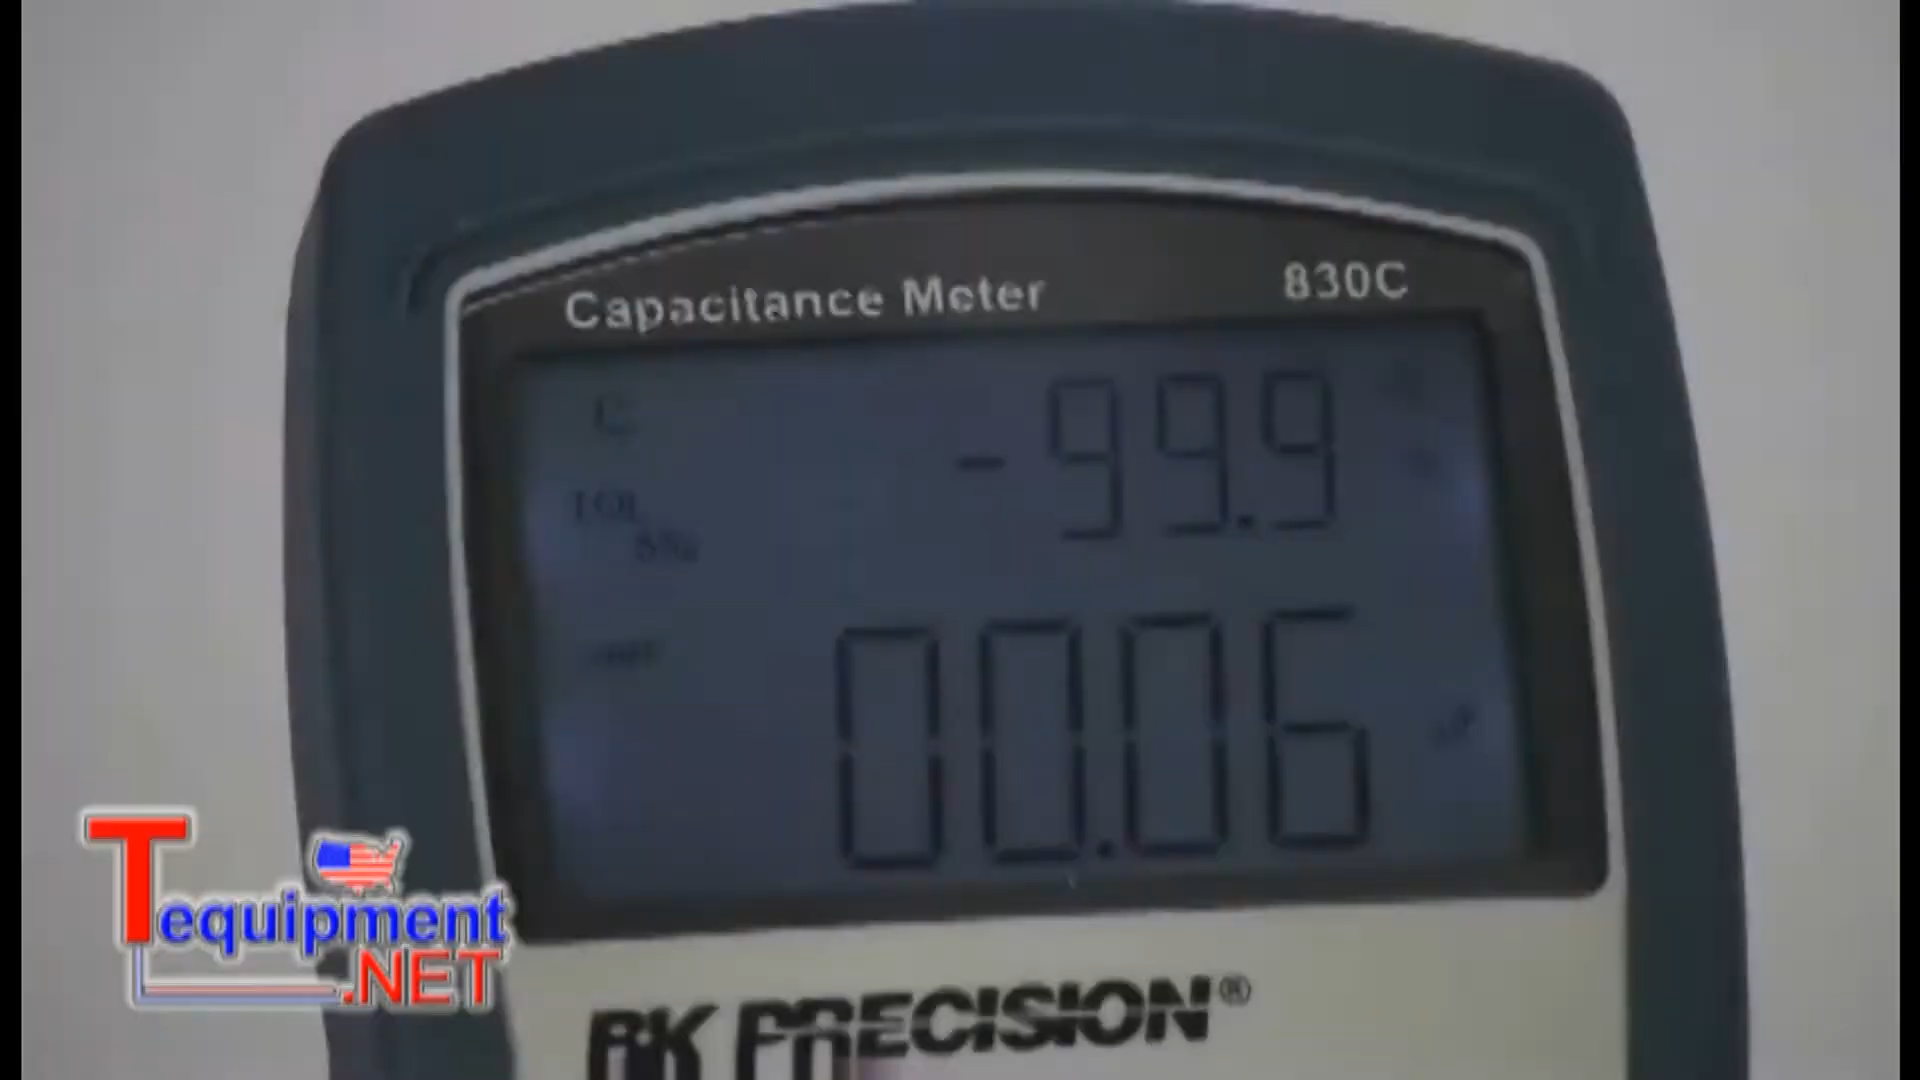 Capacitance Meter 830C
C
-99.9
TOL
5%
00.06
BK PRECISION®
Tequipment
.NET